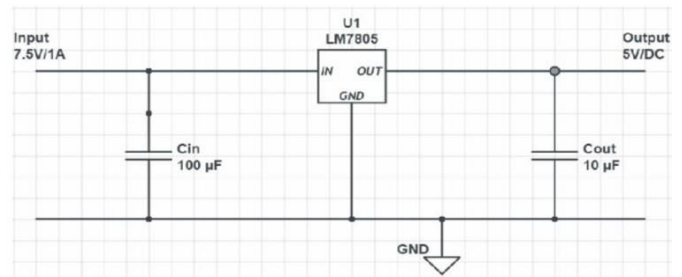 Input
7.5V/1A
U1
LM7805
IN OUT
GND
Output
5V/DC
Cin
100 µF
Cout
10 µF
GND